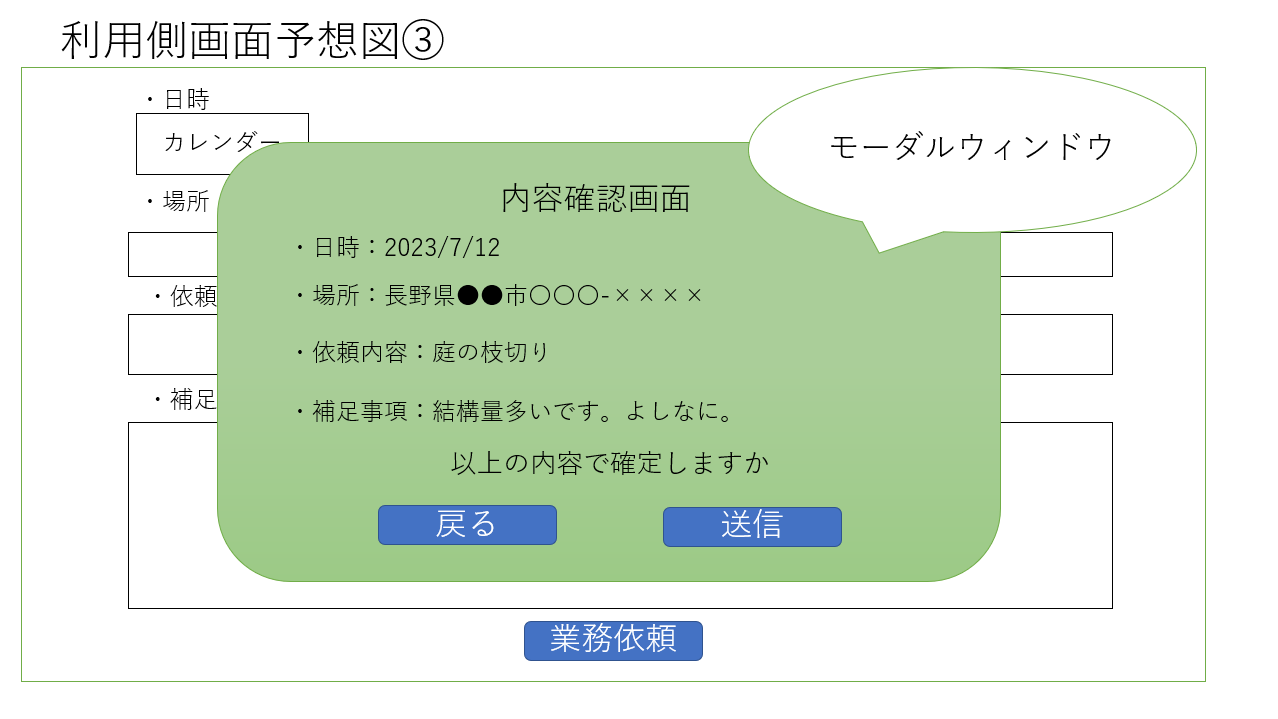 利用側画面予想図③
・日時
カレンダー
モーダルウィンドウ
・場所
内容確認画面
・日時：2023/7/12
・場所：長野県●●市〇〇〇-××××
・依頼
・依頼内容：庭の枝切り
・補足
・補足事項：結構量多いです。よしなに。
以上の内容で確定しますか
戻る
送信
業務依頼